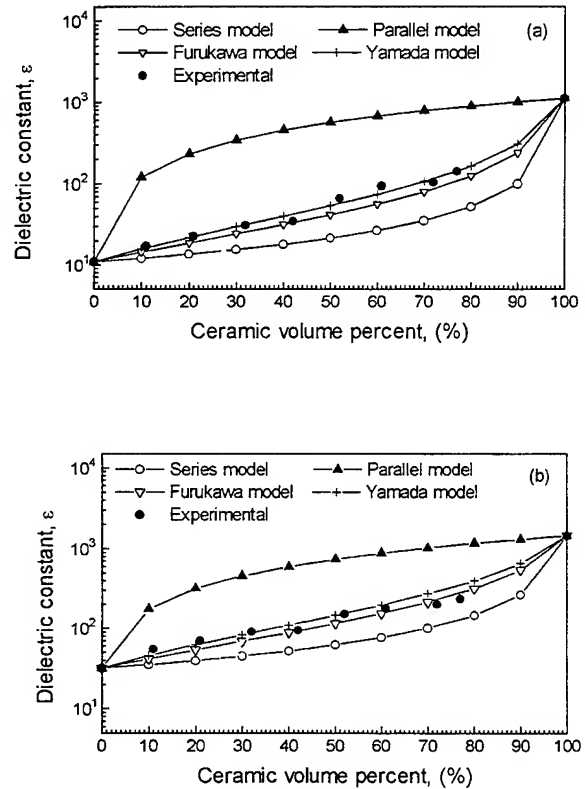 (a)
Series model
Parallel model
Furukawa model
Yamada model
Experimental
Dielectric constant, ε
10⁴
10³
10²
10¹
0 10 20 30 40 50 60 70 80 90 100
Ceramic volume percent, (%)
(b)
Series model
Parallel model
Furukawa model
Yamada model
Experimental
Dielectric constant, ε
10⁴
10³
10²
10¹
0 10 20 30 40 50 60 70 80 90 100
Ceramic volume percent, (%)